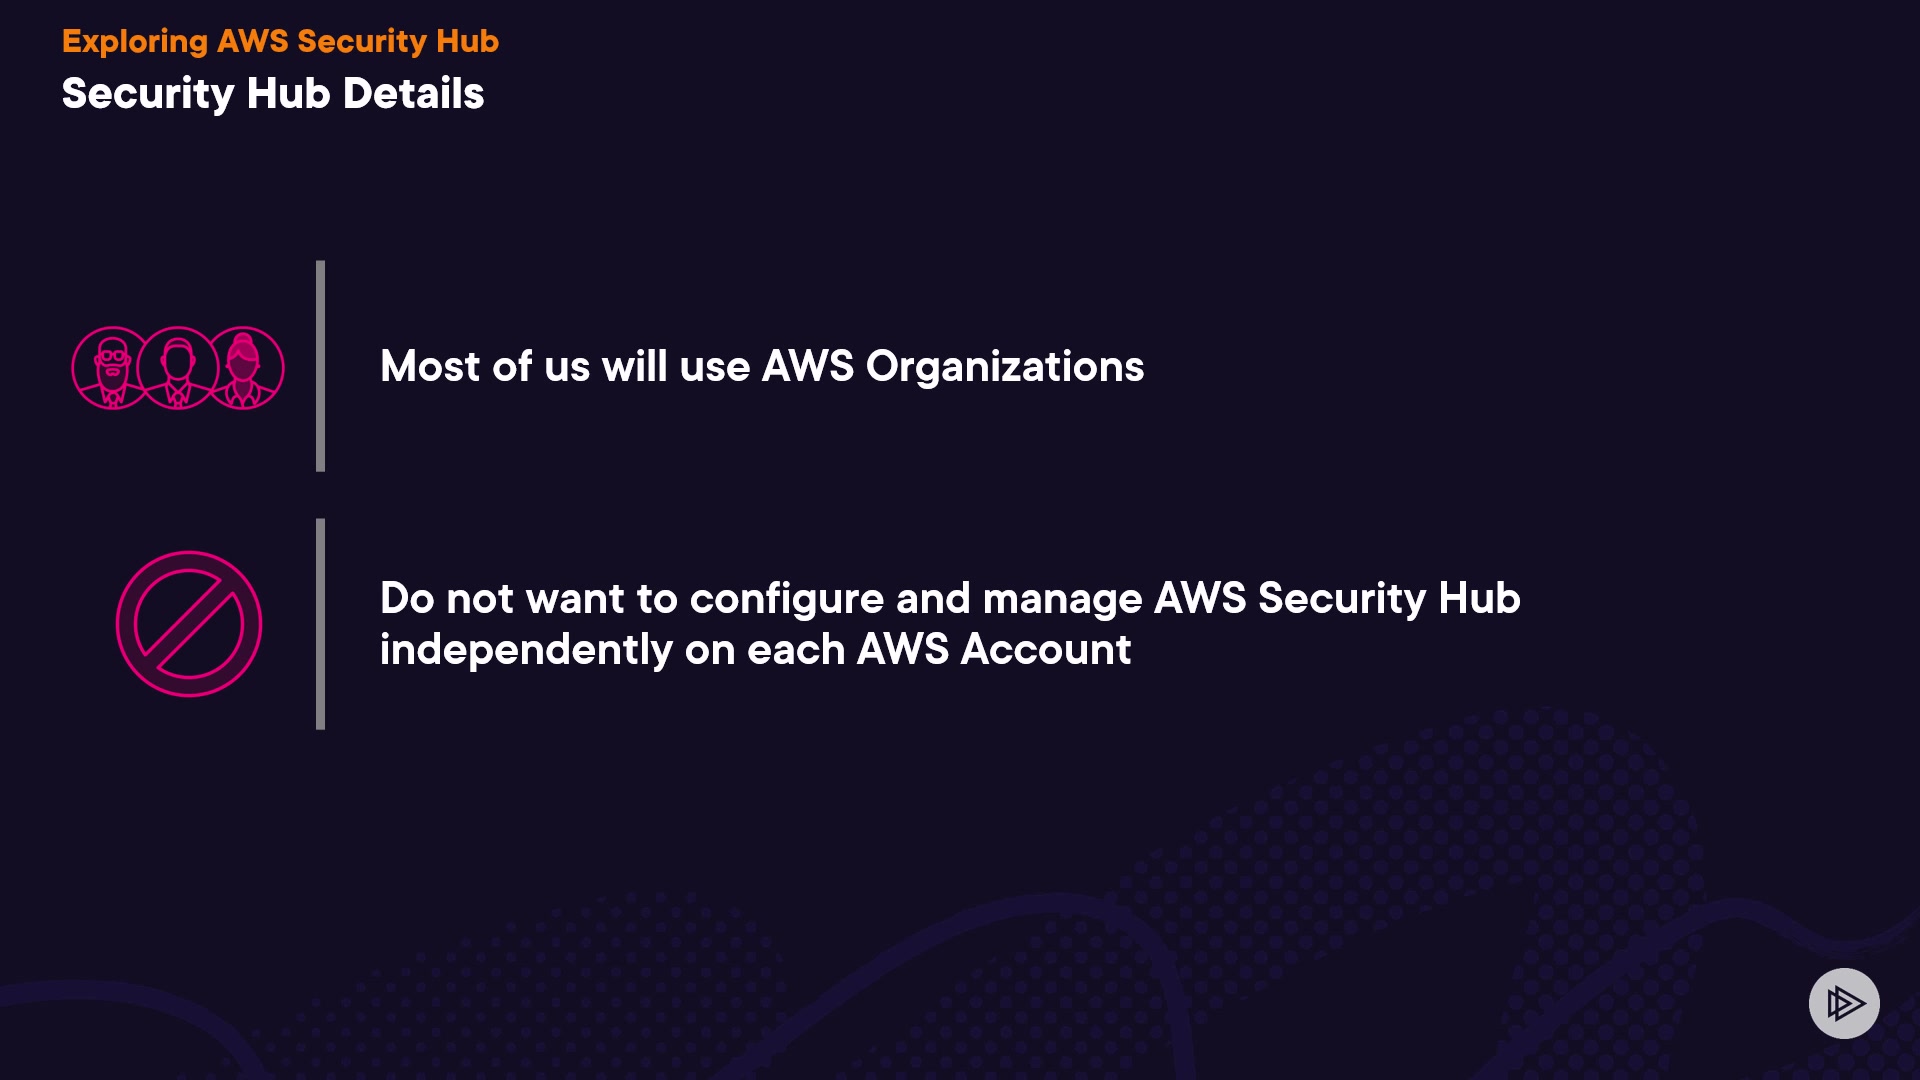 Exploring AWS Security Hub
Security Hub Details
Most of us will use AWS Organizations
Do not want to configure and manage AWS Security Hub
independently on each AWS Account